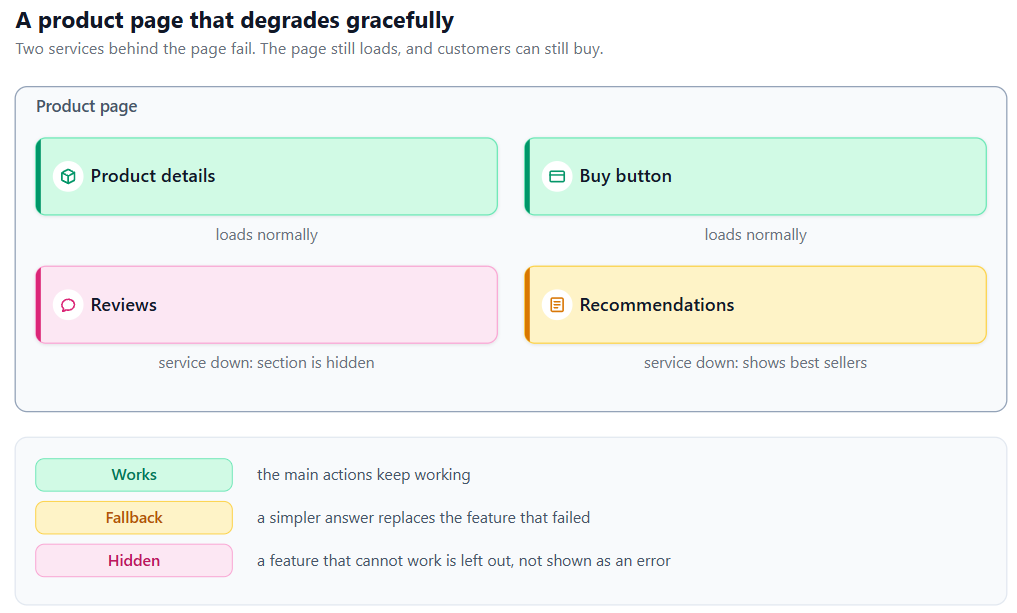 A product page that degrades gracefully
Two services behind the page fail. The page still loads, and customers can still buy.
Product page
Product details
Buy button
loads normally
loads normally
Reviews
Recommendations
service down: section is hidden
service down: shows best sellers
Works
the main actions keep working
Fallback
a simpler answer replaces the feature that failed
Hidden
a feature that cannot work is left out, not shown as an error